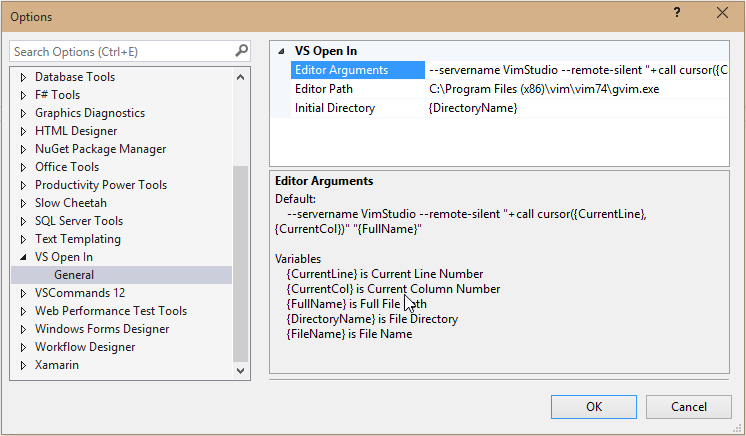 Options
?
Search Options (Ctrl+E)
Database Tools
F# Tools
Graphics Diagnostics
HTML Designer
NuGet Package Manager
Office Tools
Productivity Power Tools
Slow Cheetah
SQL Server Tools
Text Templating
VS Open In
General
VSCommands 12
Web Performance Test Tools
Windows Forms Designer
Workflow Designer
Xamarin
VS Open In
Editor Arguments --servername VimStudio --remote-silent "+call cursor({C
Editor Path C:\Program Files (x86)\vim\vim74\gvim.exe
Initial Directory {DirectoryName}
Editor Arguments
Default:
--servername VimStudio --remote-silent "+call cursor({CurrentLine},
{CurrentCol})" "{FullName}"
Variables
{CurrentLine} is Current Line Number
{CurrentCol} is Current Column Number
{FullName} is Full File Path
{DirectoryName} is File Directory
{FileName} is File Name
OK Cancel